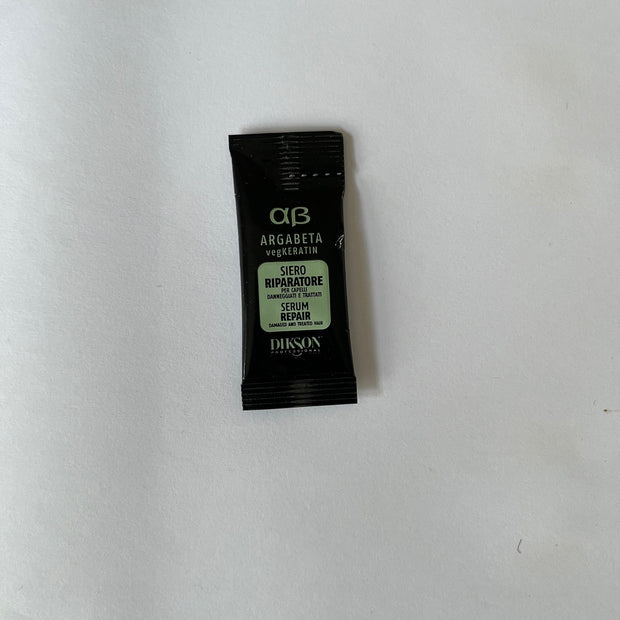 αβ
ARGABETA
vegKERATIN
SIERO
RIPARATORE
PER CAPELLI
DANNEGGIATI E TRATTATI
SERUM
REPAIR
DAMAGED AND TREATED HAIR
DIKSON
PROFESSIONAL